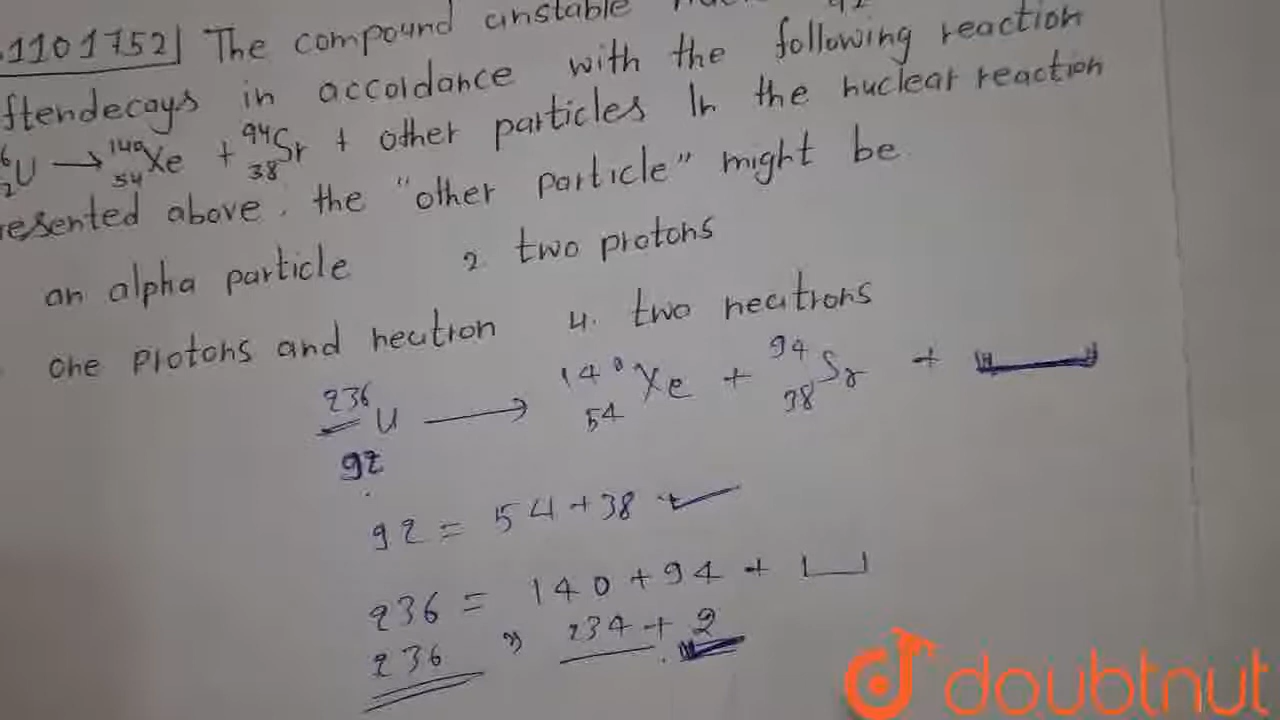 1101752 The compound unstable
ftendecays in accordance with the following reaction
6 2 U → 140 54 Xe + 94 38 Sr + other particles In the nuclear reaction
resented above. the "other particle" might be
an alpha particle 2. two protons
one Protons and neutron 4. two neutrons
236 92 U → 140 54 Xe + 94 38 Sr +
92 = 54 + 38 ✓
236 = 140 + 94 +
236 = 234 + 2
doubtnut